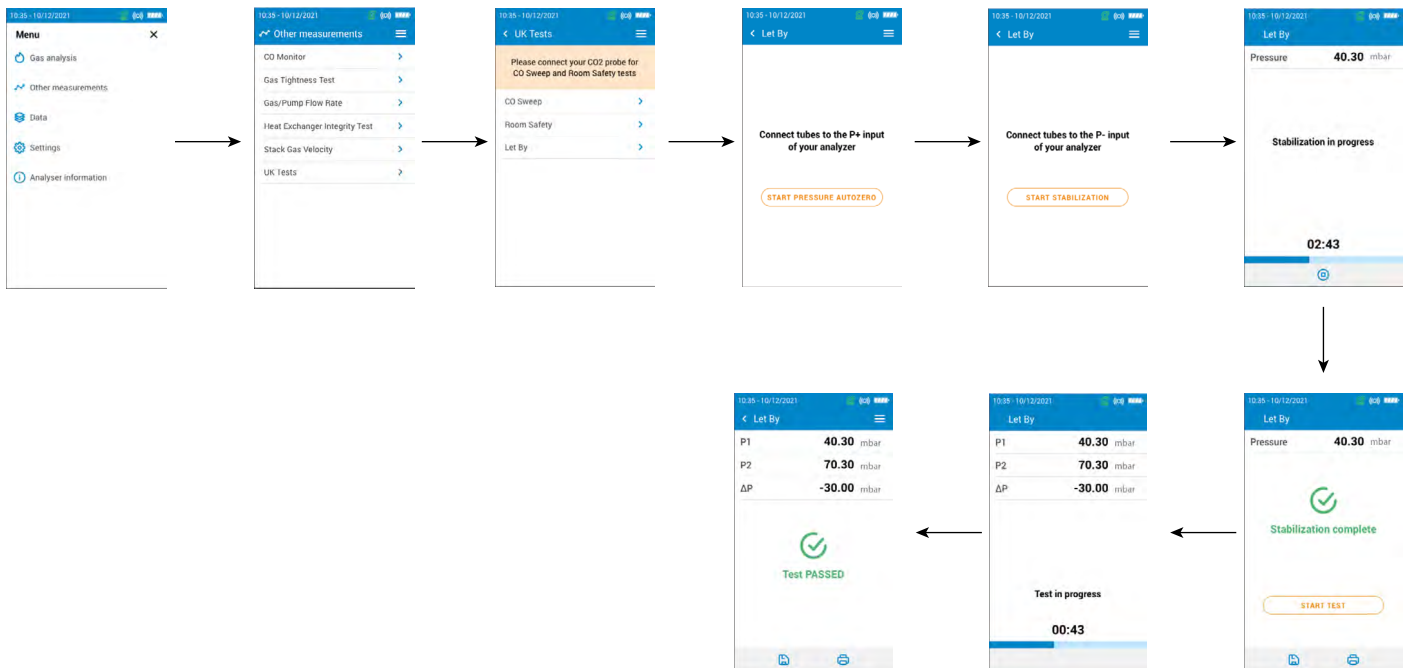 10:35 - 10/12/2021
Menu
Gas analysis
Other measurements
Data
Settings
Analyser information
10:35 - 10/12/2021
Other measurements
CO Monitor
Gas Tightness Test
Gas/Pump Flow Rate
Heat Exchanger Integrity Test
Stack Gas Velocity
UK Tests
10:35 - 10/12/2021
UK Tests
Please connect your CO2 probe for
CO Sweep and Room Safety tests
CO Sweep
Room Safety
Let By
10:35 - 10/12/2021
Let By
Connect tubes to the P+ input
of your analyzer
START PRESSURE AUTOZERO
10:35 - 10/12/2021
Let By
Connect tubes to the P- input
of your analyzer
START STABILIZATION
10:35 - 10/12/2021
Let By
Pressure 40.30 mbar
Stabilization in progress
02:43
10:35 - 10/12/2021
Let By
Pressure 40.30 mbar
Stabilization complete
START TEST
10:35 - 10/12/2021
Let By
P1 40.30 mbar
P2 70.30 mbar
ΔP -30.00 mbar
Test in progress
00:43
10:35 - 10/12/2021
Let By
P1 40.30 mbar
P2 70.30 mbar
ΔP -30.00 mbar
Test PASSED